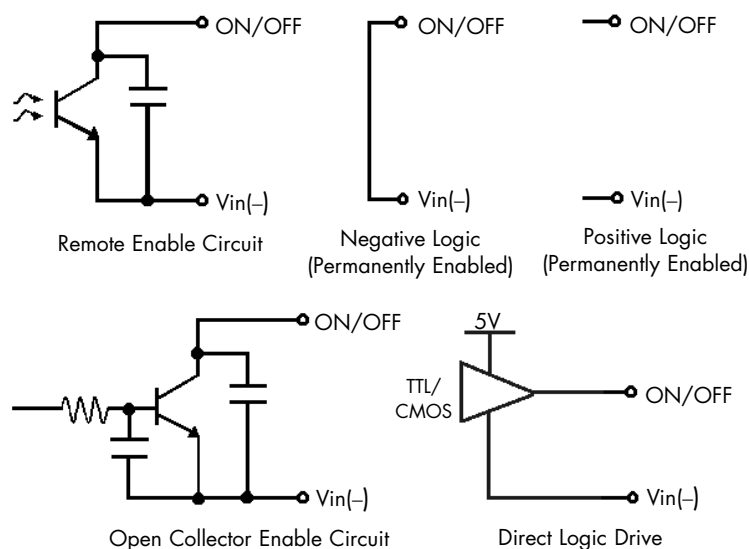 ON/OFF
Vin(–)
Remote Enable Circuit
ON/OFF
Vin(–)
Negative Logic
(Permanently Enabled)
ON/OFF
Vin(–)
Positive Logic
(Permanently Enabled)
ON/OFF
Vin(–)
Open Collector Enable Circuit
5V
TTL/
CMOS
ON/OFF
Vin(–)
Direct Logic Drive